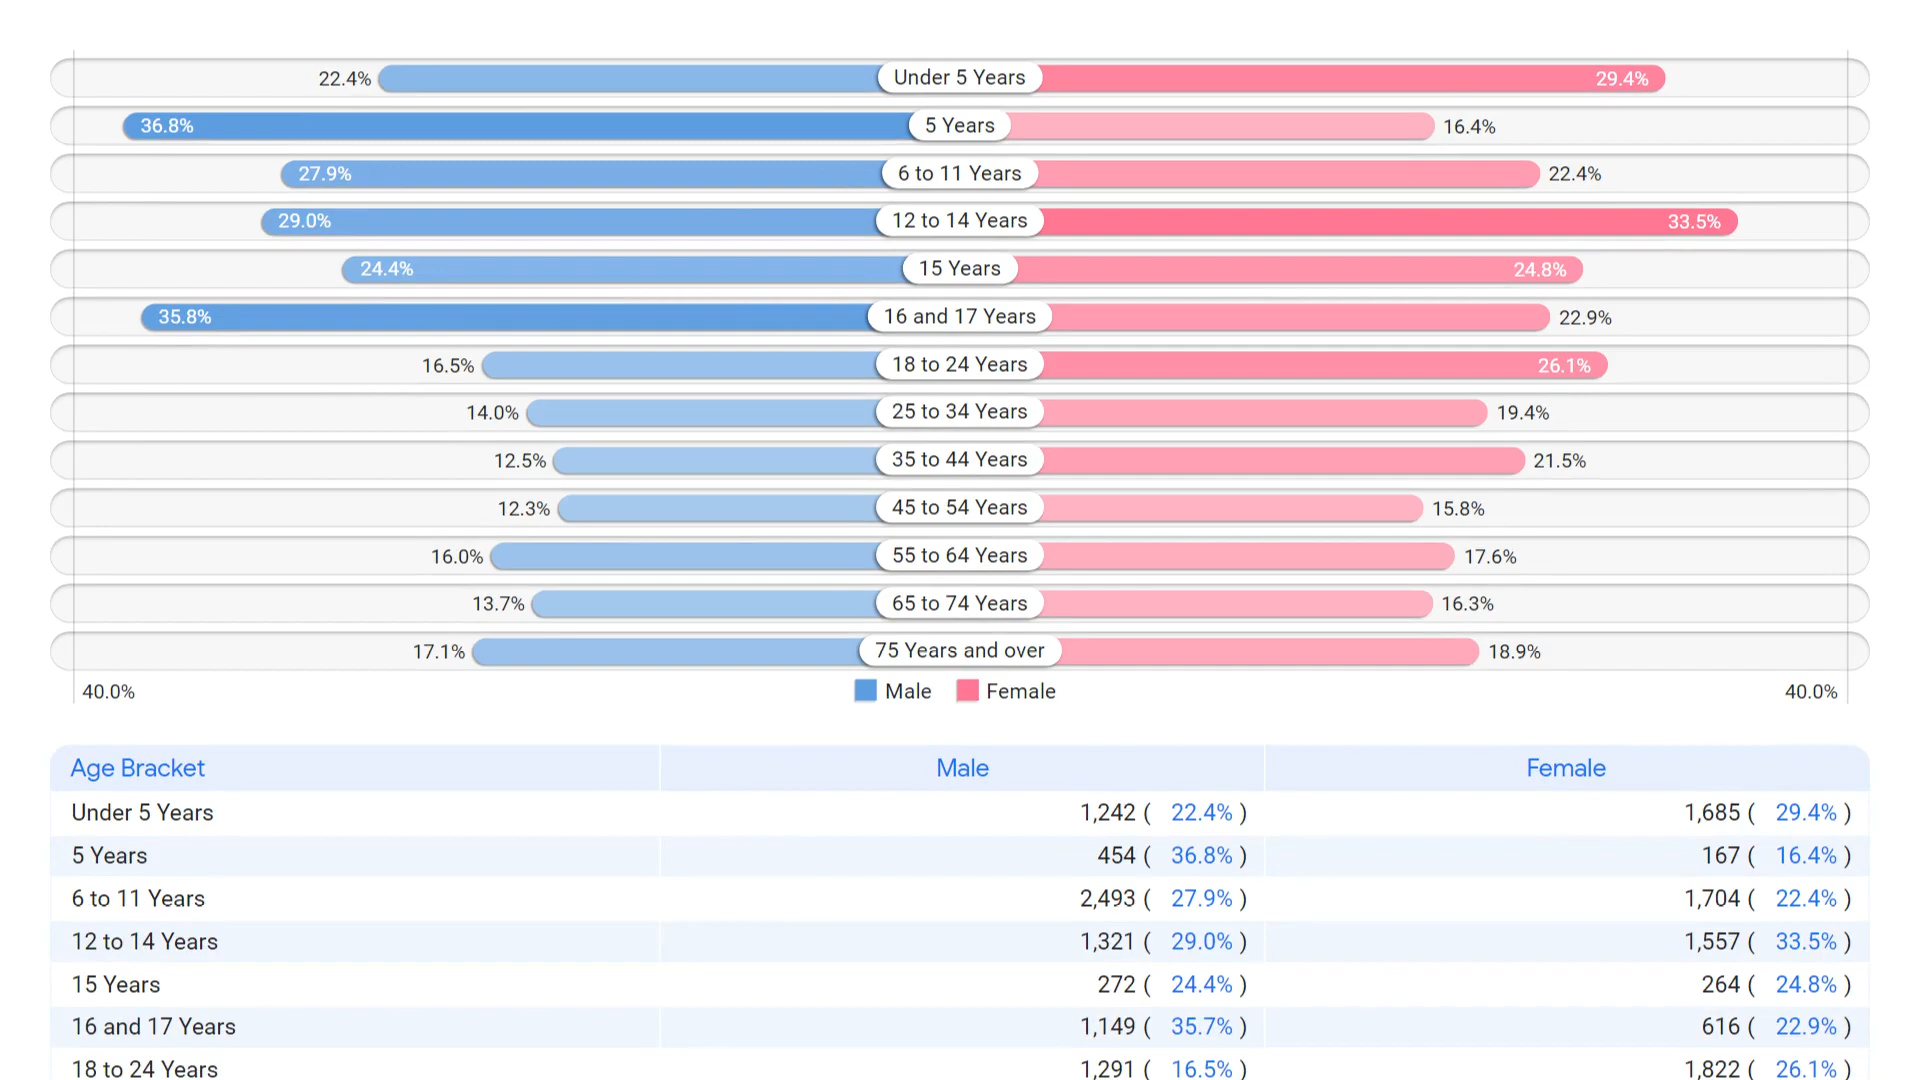 22.4% Under 5 Years 29.4%
36.8% 5 Years 16.4%
27.9% 6 to 11 Years 22.4%
29.0% 12 to 14 Years 33.5%
24.4% 15 Years 24.8%
35.8% 16 and 17 Years 22.9%
16.5% 18 to 24 Years 26.1%
14.0% 25 to 34 Years 19.4%
12.5% 35 to 44 Years 21.5%
12.3% 45 to 54 Years 15.8%
16.0% 55 to 64 Years 17.6%
13.7% 65 to 74 Years 16.3%
17.1% 75 Years and over 18.9%
40.0% Male Female 40.0%
Age Bracket Male Female
Under 5 Years 1,242 ( 22.4% ) 1,685 ( 29.4% )
5 Years 454 ( 36.8% ) 167 ( 16.4% )
6 to 11 Years 2,493 ( 27.9% ) 1,704 ( 22.4% )
12 to 14 Years 1,321 ( 29.0% ) 1,557 ( 33.5% )
15 Years 272 ( 24.4% ) 264 ( 24.8% )
16 and 17 Years 1,149 ( 35.7% ) 616 ( 22.9% )
18 to 24 Years 1,291 ( 16.5% ) 1,822 ( 26.1% )